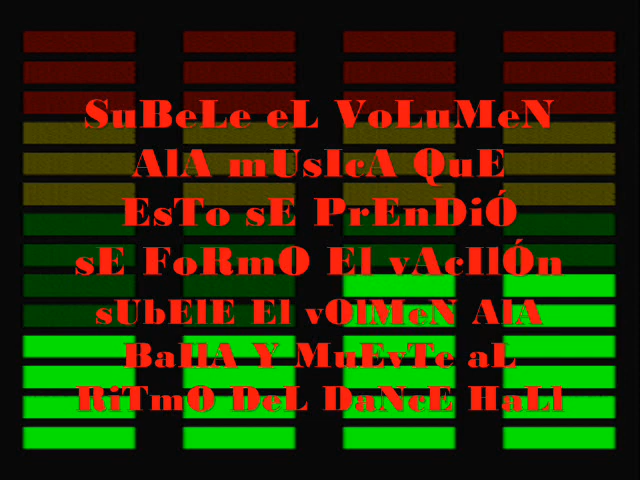 SuBeLe eL VoLuMeN
AlA mUsIcA QuE
EsTo sE PrEnDiÓ
sE FoRmO El vAcIlÓn
sUbElE El vOlMeN AlA
BaIlA Y MuEvTe aL
RiTmO DeL DaNcE HaLl